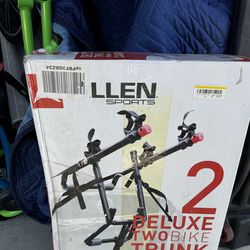 LLEN
SPORTS
2
DELUXE
TWO BIKE
TRUNK